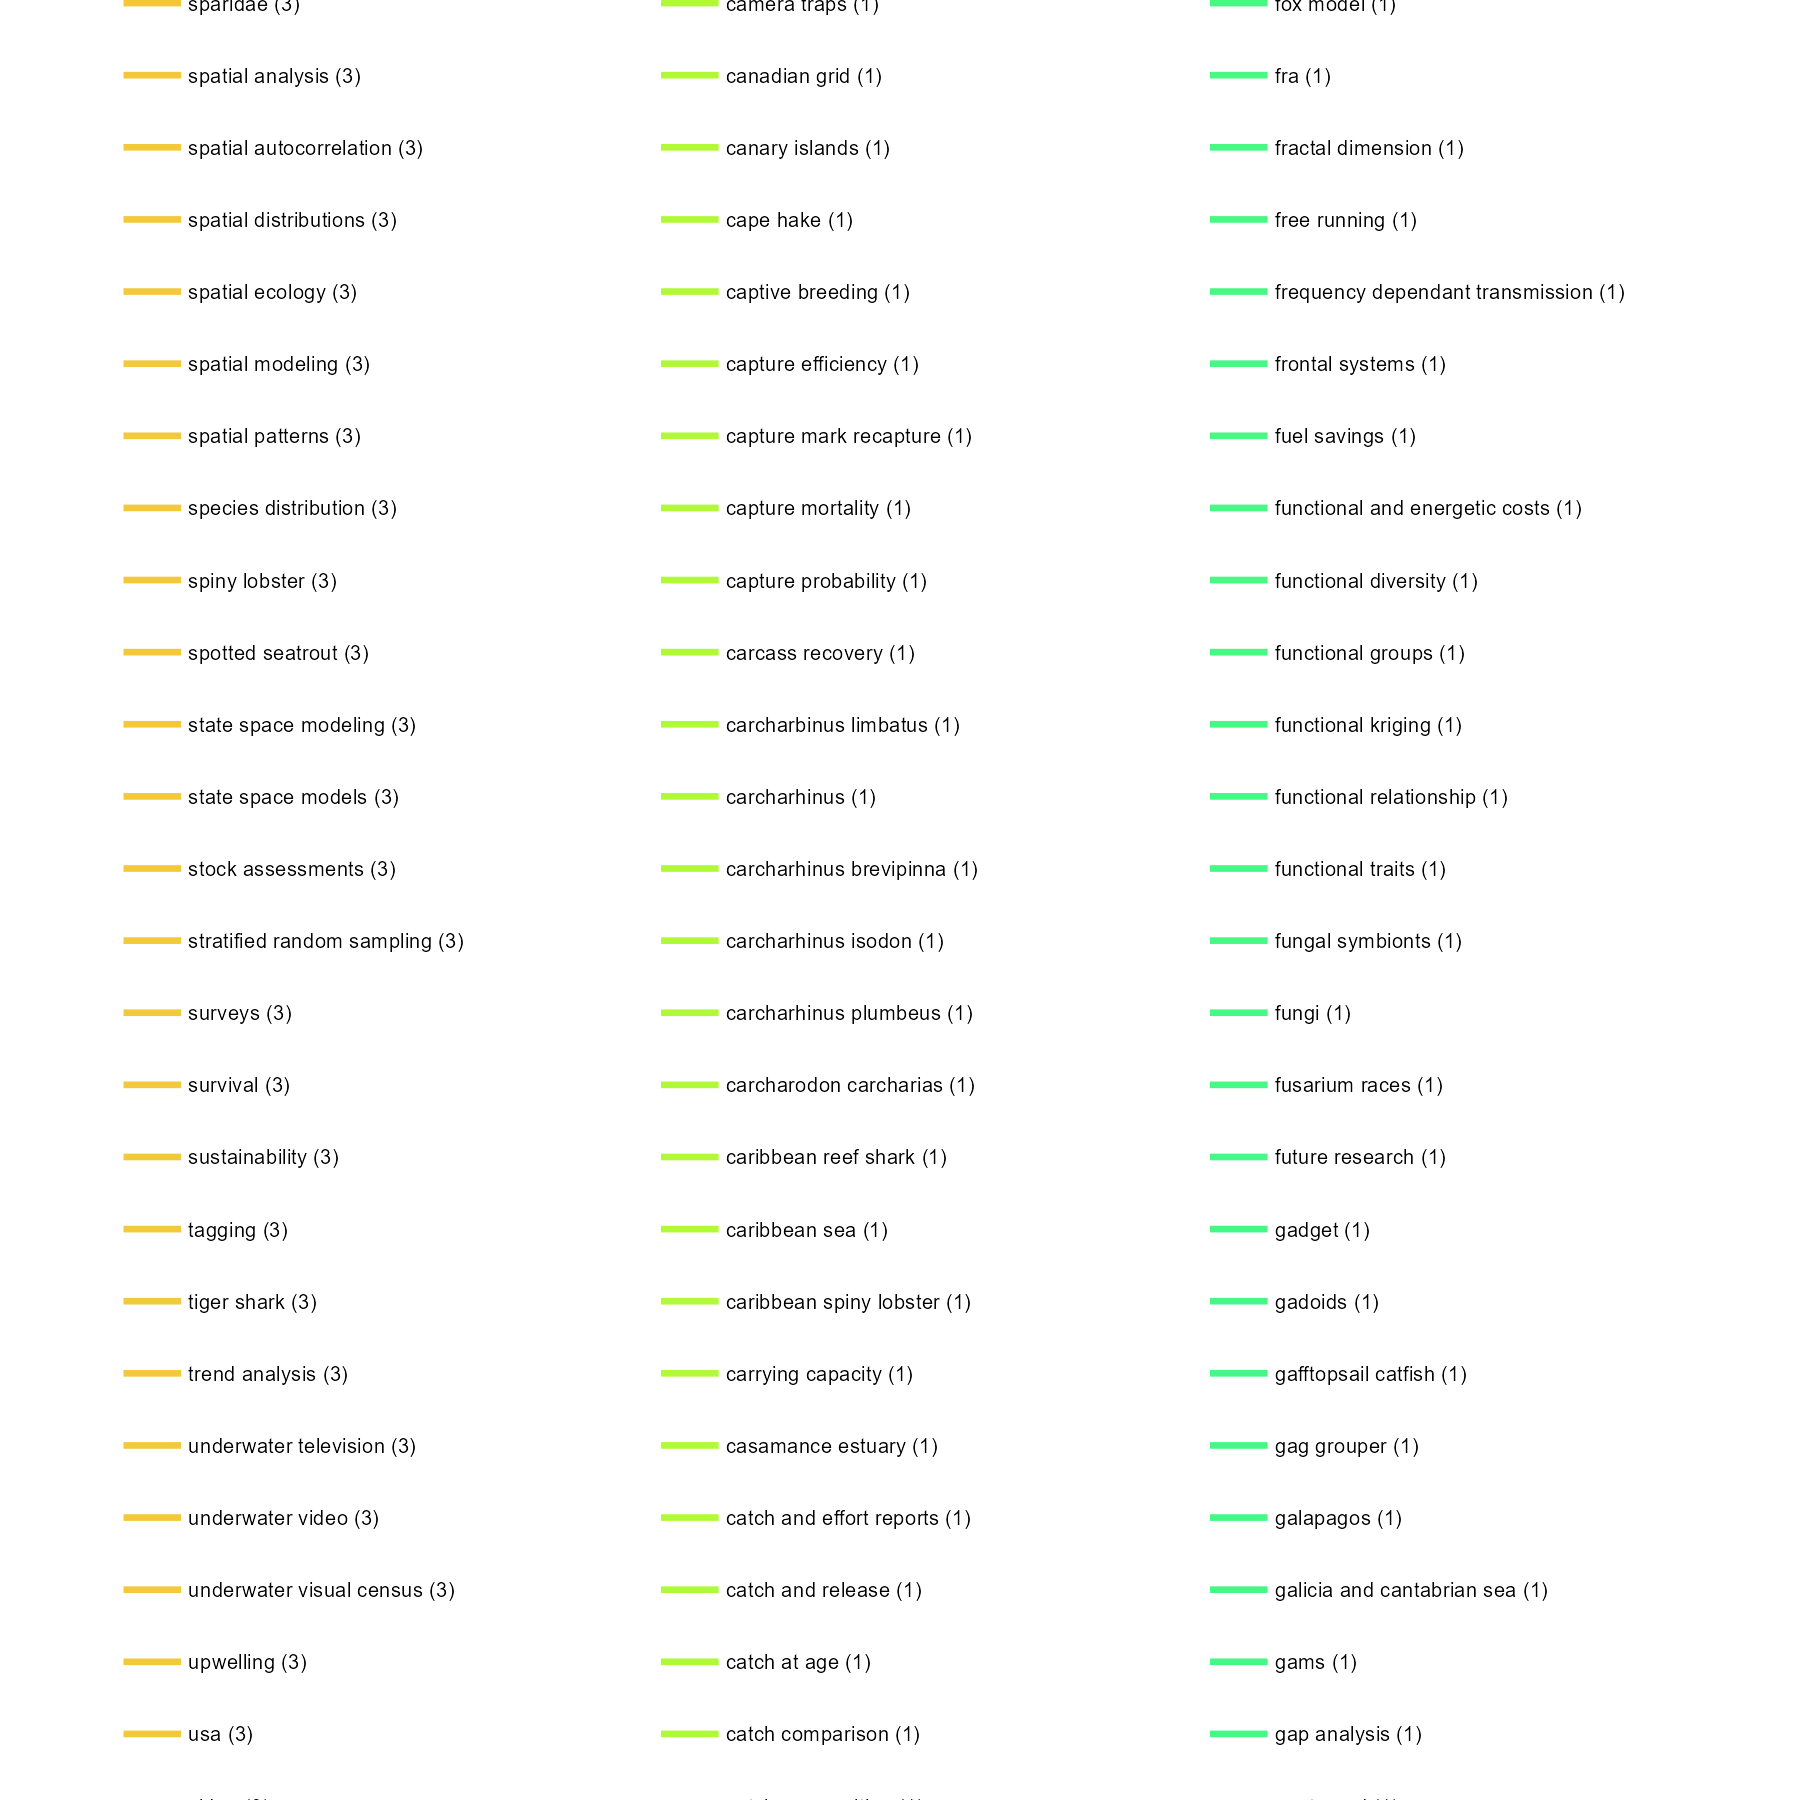 sparidae (3)
spatial analysis (3)
spatial autocorrelation (3)
spatial distributions (3)
spatial ecology (3)
spatial modeling (3)
spatial patterns (3)
species distribution (3)
spiny lobster (3)
spotted seatrout (3)
state space modeling (3)
state space models (3)
stock assessments (3)
stratified random sampling (3)
surveys (3)
survival (3)
sustainability (3)
tagging (3)
tiger shark (3)
trend analysis (3)
underwater television (3)
underwater video (3)
underwater visual census (3)
upwelling (3)
usa (3)
camera traps (1)
canadian grid (1)
canary islands (1)
cape hake (1)
captive breeding (1)
capture efficiency (1)
capture mark recapture (1)
capture mortality (1)
capture probability (1)
carcass recovery (1)
carcharbinus limbatus (1)
carcharhinus (1)
carcharhinus brevipinna (1)
carcharhinus isodon (1)
carcharhinus plumbeus (1)
carcharodon carcharias (1)
caribbean reef shark (1)
caribbean sea (1)
caribbean spiny lobster (1)
carrying capacity (1)
casamance estuary (1)
catch and effort reports (1)
catch and release (1)
catch at age (1)
catch comparison (1)
fox model (1)
fra (1)
fractal dimension (1)
free running (1)
frequency dependant transmission (1)
frontal systems (1)
fuel savings (1)
functional and energetic costs (1)
functional diversity (1)
functional groups (1)
functional kriging (1)
functional relationship (1)
functional traits (1)
fungal symbionts (1)
fungi (1)
fusarium races (1)
future research (1)
gadget (1)
gadoids (1)
gafftopsail catfish (1)
gag grouper (1)
galapagos (1)
galicia and cantabrian sea (1)
gams (1)
gap analysis (1)